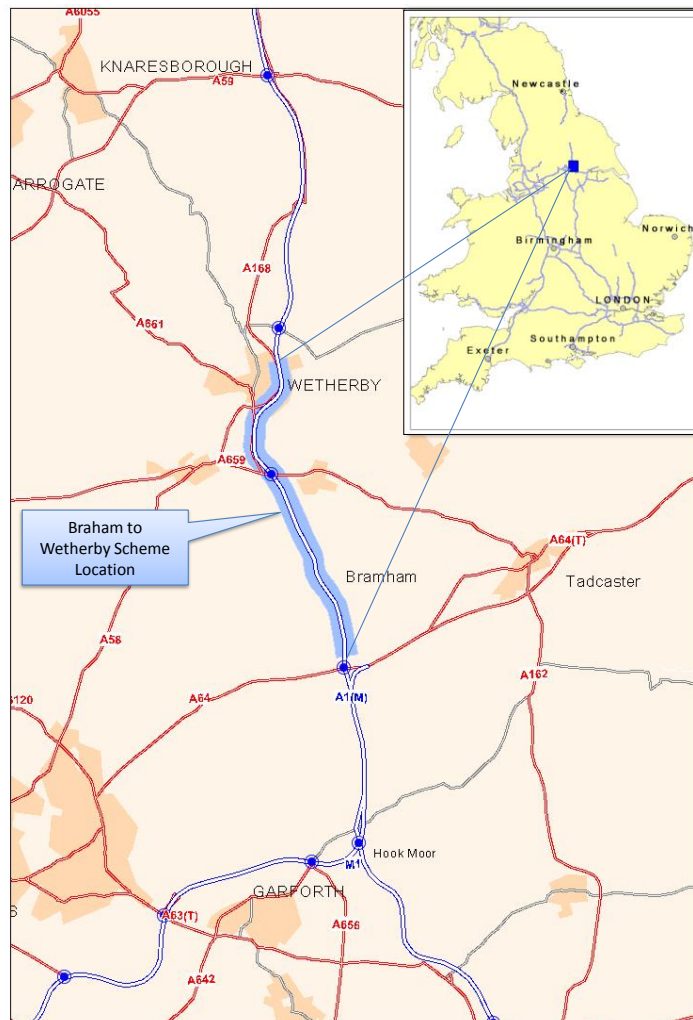 A6055
KNARESBOROUGH
A59
ARROGATE
A168
A661
WETHERBY
A659
Braham to
Wetherby Scheme
Location
Bramham
A64(T)
Tadcaster
A58
A162
A64
A1(M)
6120
Hook Moor
M1
GARFORTH
S
A63(T)
A656
A642
Newcastle
Norwich
Birmingham
LONDON
Southampton
Exeter